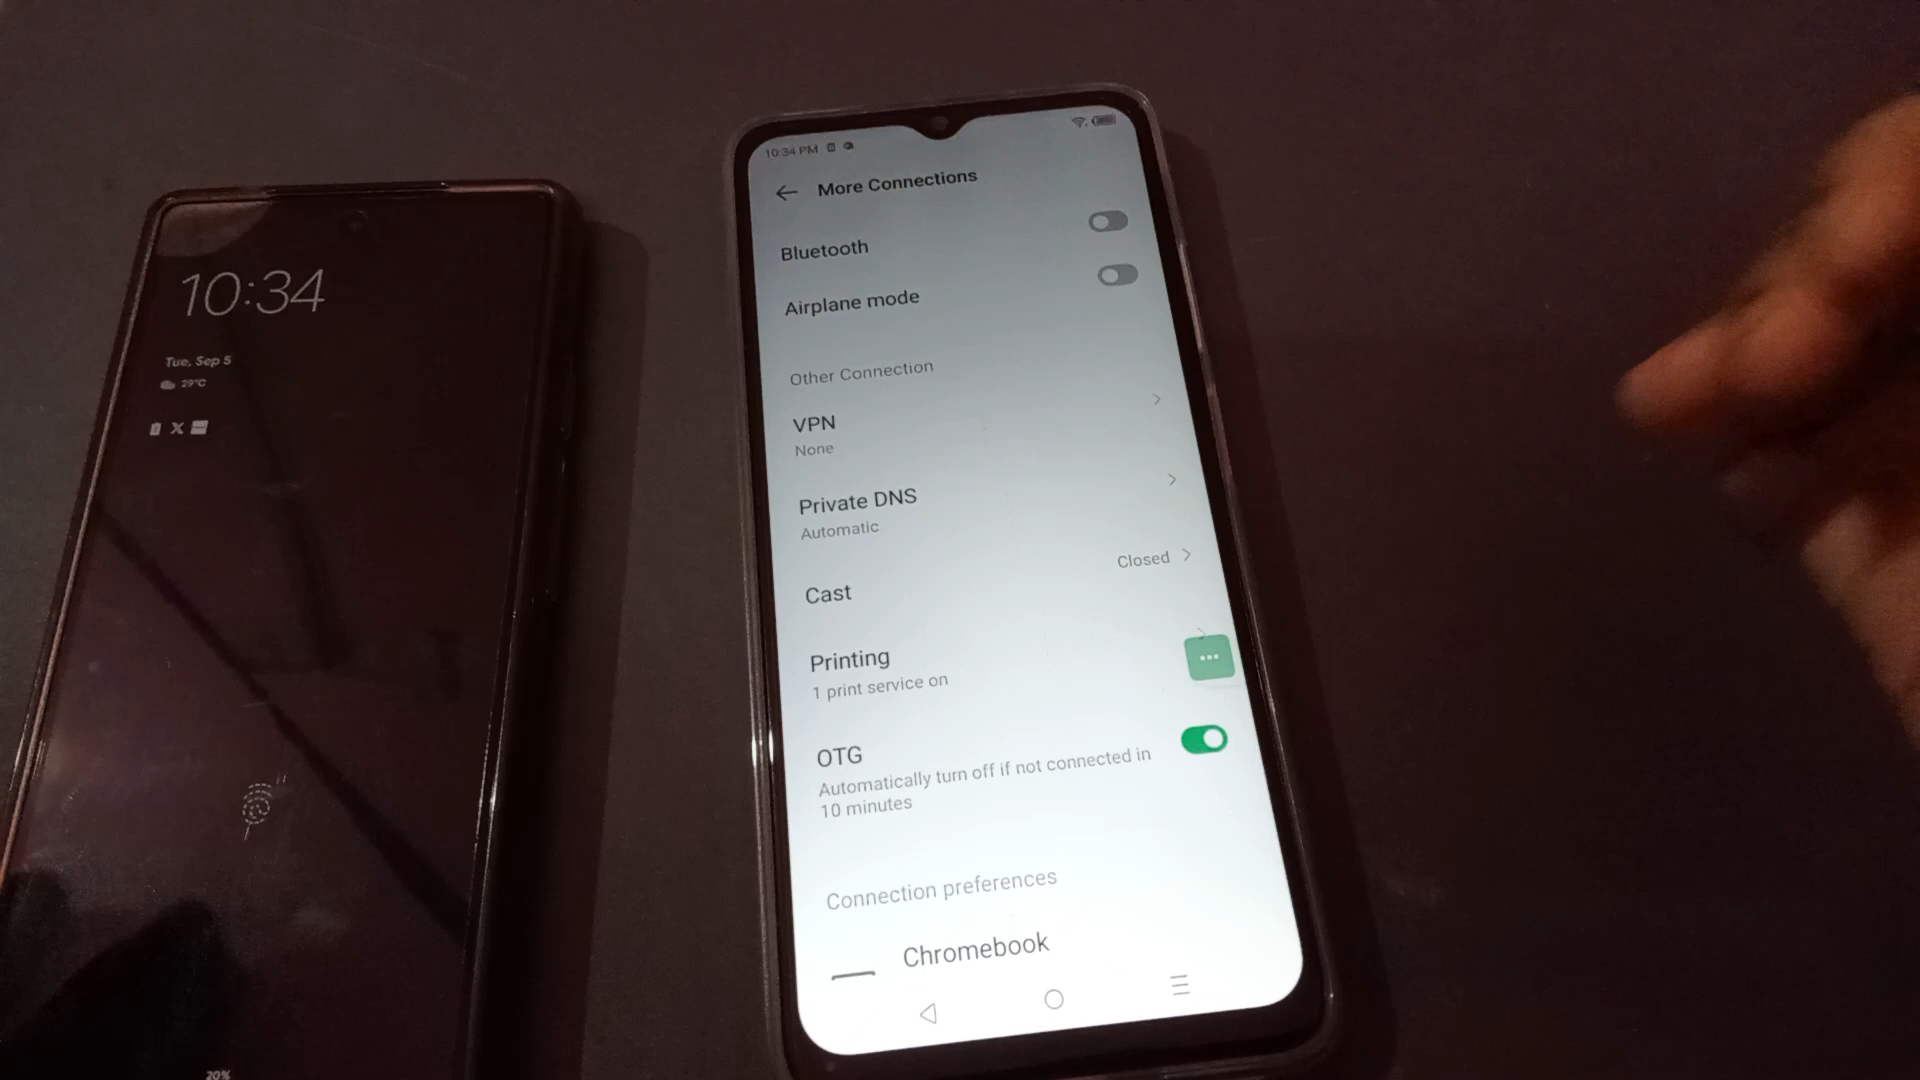 10:34
Tue, Sep 5
29°C
20%
10:34 PM
More Connections
Bluetooth
Airplane mode
Other Connection
VPN
None
Private DNS
Automatic
Cast
Closed
Printing
1 print service on
OTG
Automatically turn off if not connected in
10 minutes
Connection preferences
Chromebook